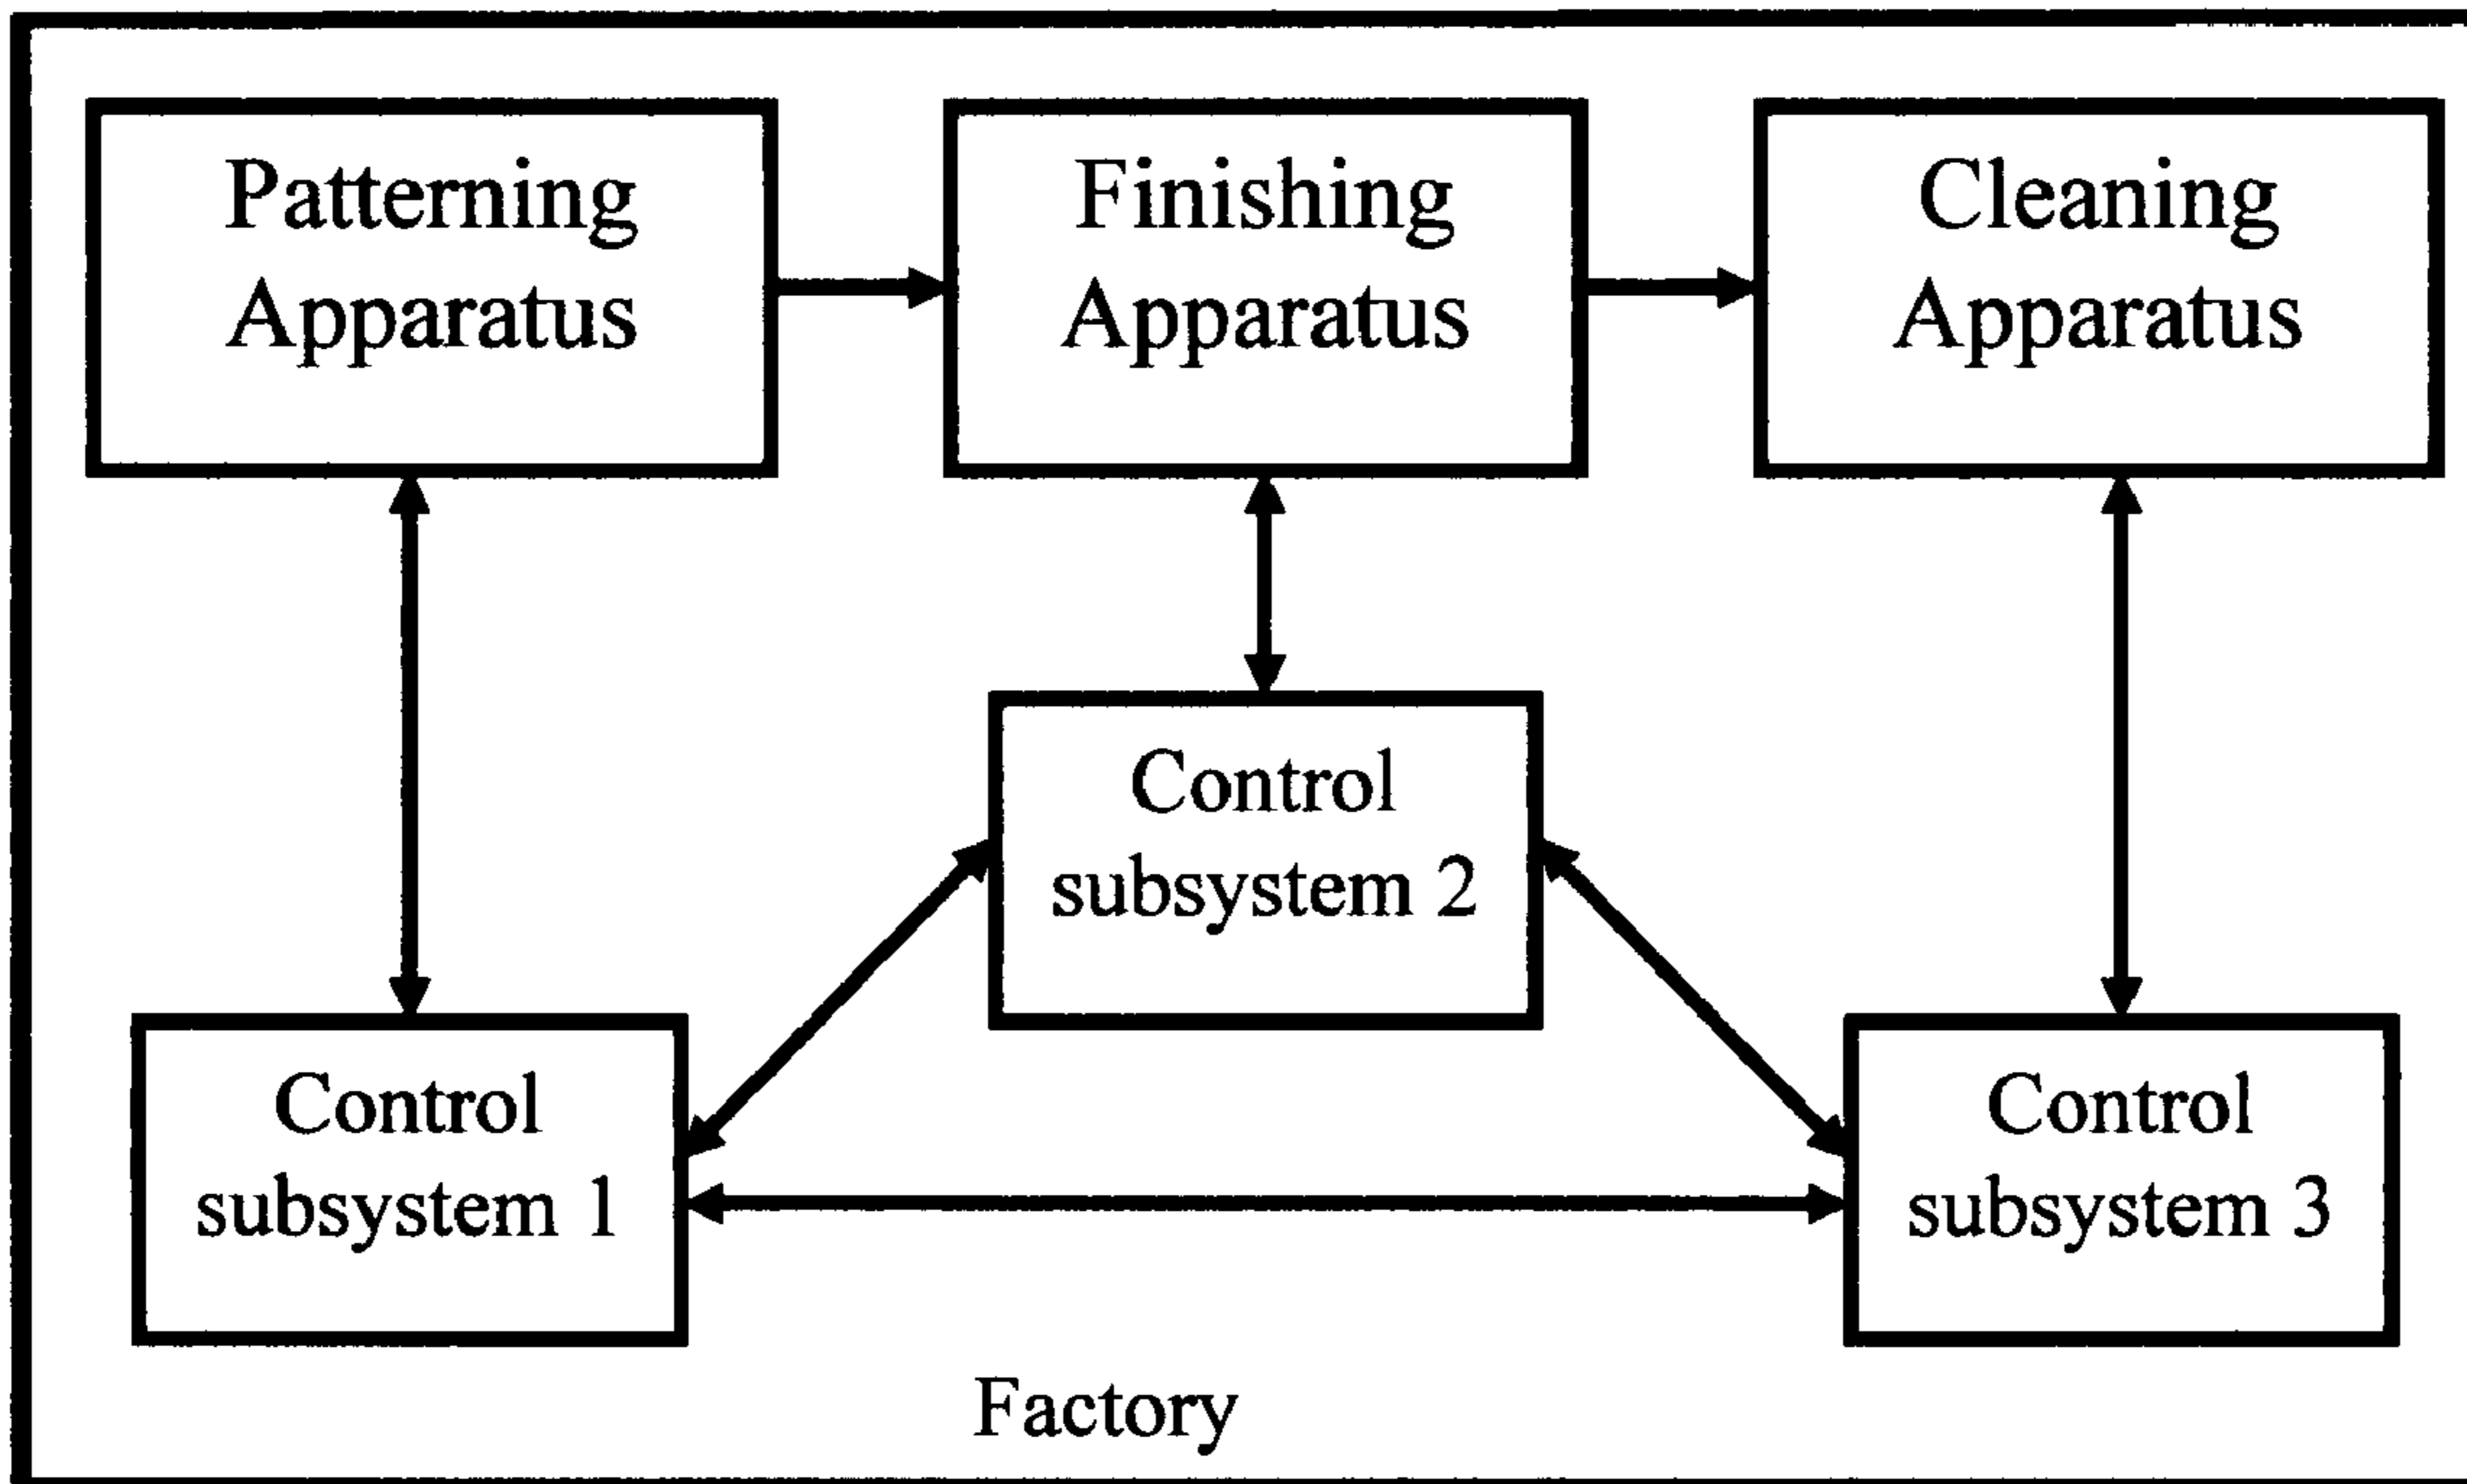 Patterning
Apparatus
Finishing
Apparatus
Cleaning
Apparatus
Control
subsystem 2
Control
subsystem 1
Control
subsystem 3
Factory